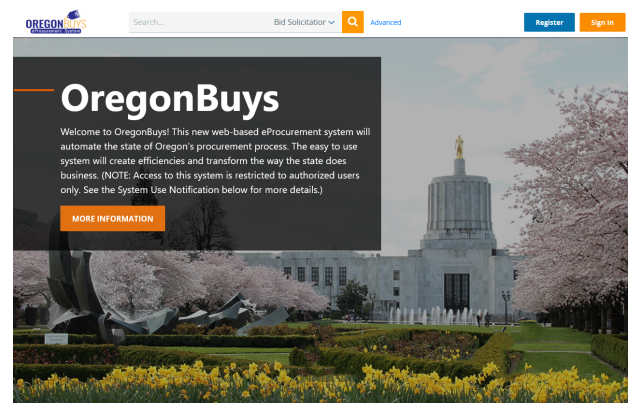 OREGONBUYS
eProcurement System
Search...
Bid Solicitation
Advanced
Register
Sign In
OregonBuys
Welcome to OregonBuys! This new web-based eProcurement system will
automate the state of Oregon's procurement process. The easy to use
system will create efficiencies and transform the way the state does
business. (NOTE: Access to this system is restricted to authorized users
only. See the System Use Notification below for more details.)
MORE INFORMATION